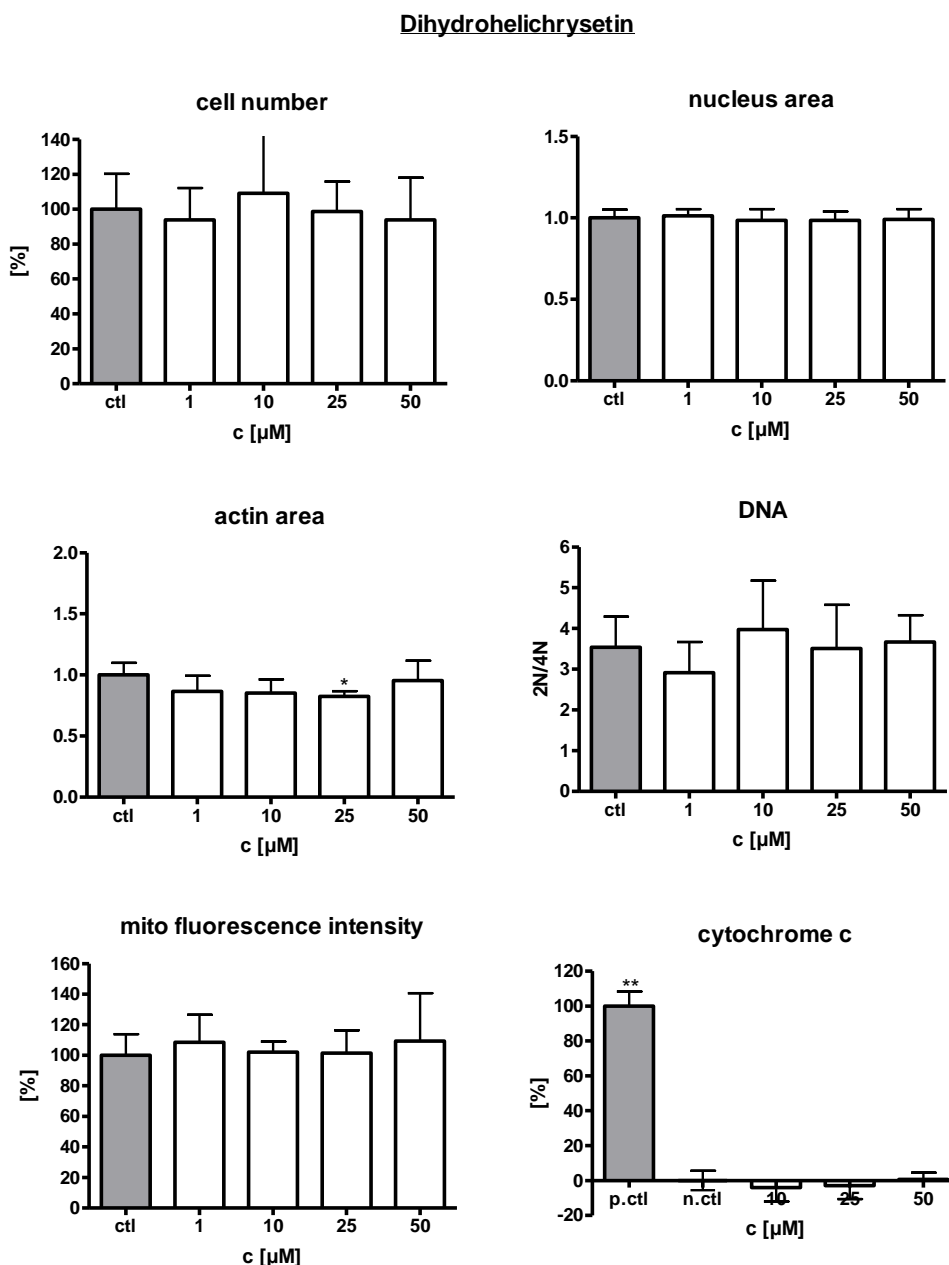 Dihydrohelichrysetin
cell number
140
120
100
80
60
40
20
0
[%]
ctl 1 10 25 50
c [µM]
nucleus area
1.5
1.0
0.5
0.0
ctl 1 10 25 50
c [µM]
actin area
2.0
1.5
1.0
0.5
0.0
*
ctl 1 10 25 50
c [µM]
DNA
6
5
4
3
2
1
0
2N/4N
ctl 1 10 25 50
c [µM]
mito fluorescence intensity
160
140
120
100
80
60
40
20
0
[%]
ctl 1 10 25 50
c [µM]
cytochrome c
120
100
80
60
40
20
0
-20
[%]
**
p.ctl n.ctl 10 25 50
c [µM]